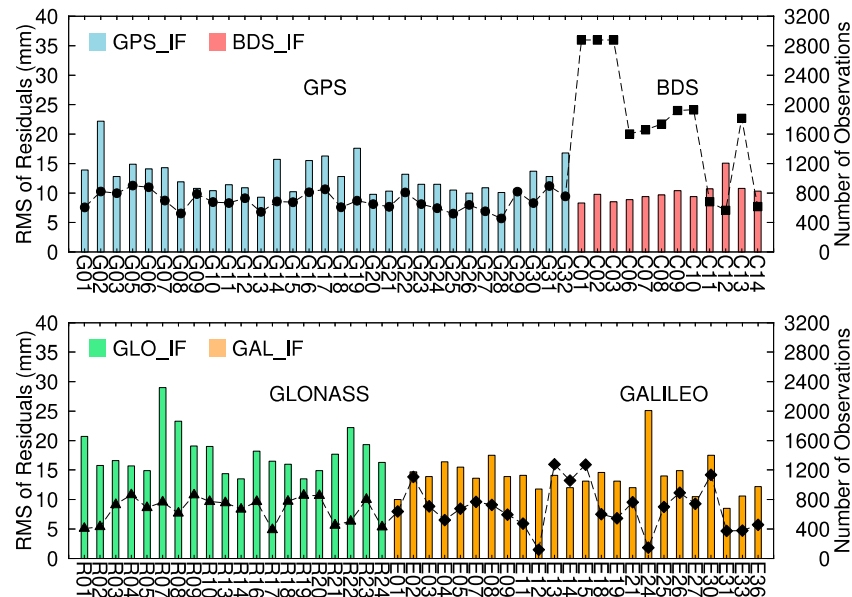 RMS of Residuals (mm)
40
35
30
25
20
15
10
5
0
GPS_IF
BDS_IF
GPS
BDS
3200
2800
2400
2000
1600
1200
800
400
0
Number of Observations
G01 G02 G03 G05 G06 G07 G08 G09 G10 G11 G12 G13 G14 G15 G16 G17 G18 G19 G20 G21 G22 G23 G24 G25 G26 G27 G28 G29 G30 G31 G32 C01 C02 C03 C06 C07 C08 C09 C10 C11 C12 C13 C14
RMS of Residuals (mm)
40
35
30
25
20
15
10
5
0
GLO_IF
GAL_IF
GLONASS
GALILEO
3200
2800
2400
2000
1600
1200
800
400
0
Number of Observations
R01 R02 R03 R04 R05 R07 R08 R09 R10 R13 R14 R15 R17 R18 R19 R20 R21 R22 R23 R24 E01 E02 E03 E04 E05 E07 E08 E09 E11 E12 E13 E14 E15 E18 E19 E21 E24 E25 E26 E27 E30 E31 E33 E36